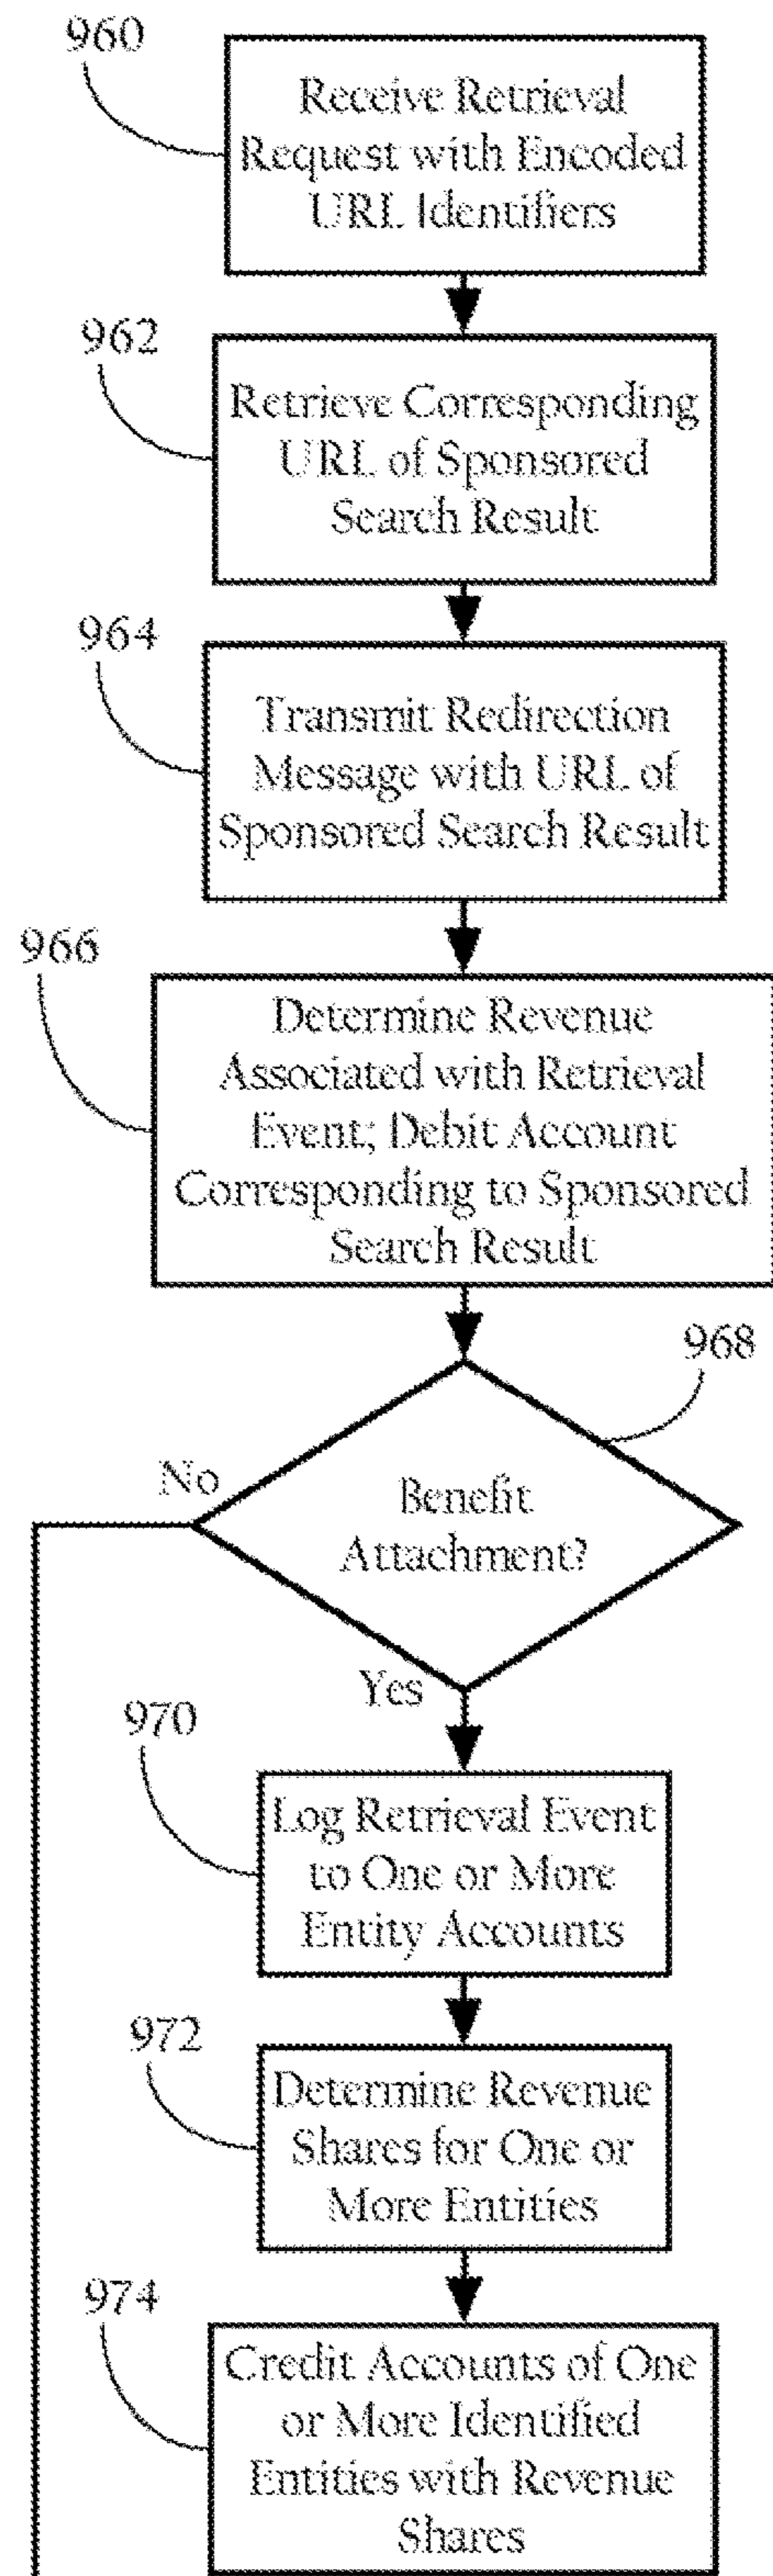 960
Receive Retrieval
Request with Encoded
URL Identifiers
962
Retrieve Corresponding
URL of Sponsored
Search Result
964
Transmit Redirection
Message with URL of
Sponsored Search Result
966
Determine Revenue
Associated with Retrieval
Event; Debit Account
Corresponding to Sponsored
Search Result
968
No
Benefit
Attachment?
Yes
970
Log Retrieval Event
to One or More
Entity Accounts
972
Determine Revenue
Shares for One or
More Entities
974
Credit Accounts of One
or More Identified
Entities with Revenue
Shares